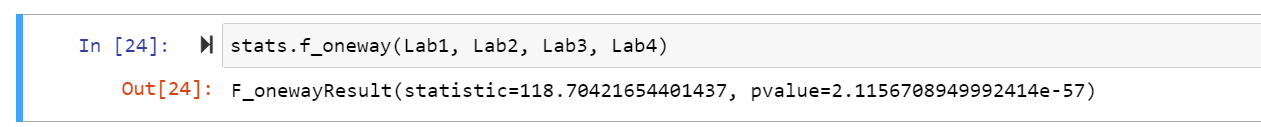 In [24]: stats.f_oneway(Lab1, Lab2, Lab3, Lab4)
Out[24]: F_onewayResult(statistic=118.70421654401437, pvalue=2.1156708949992414e-57)